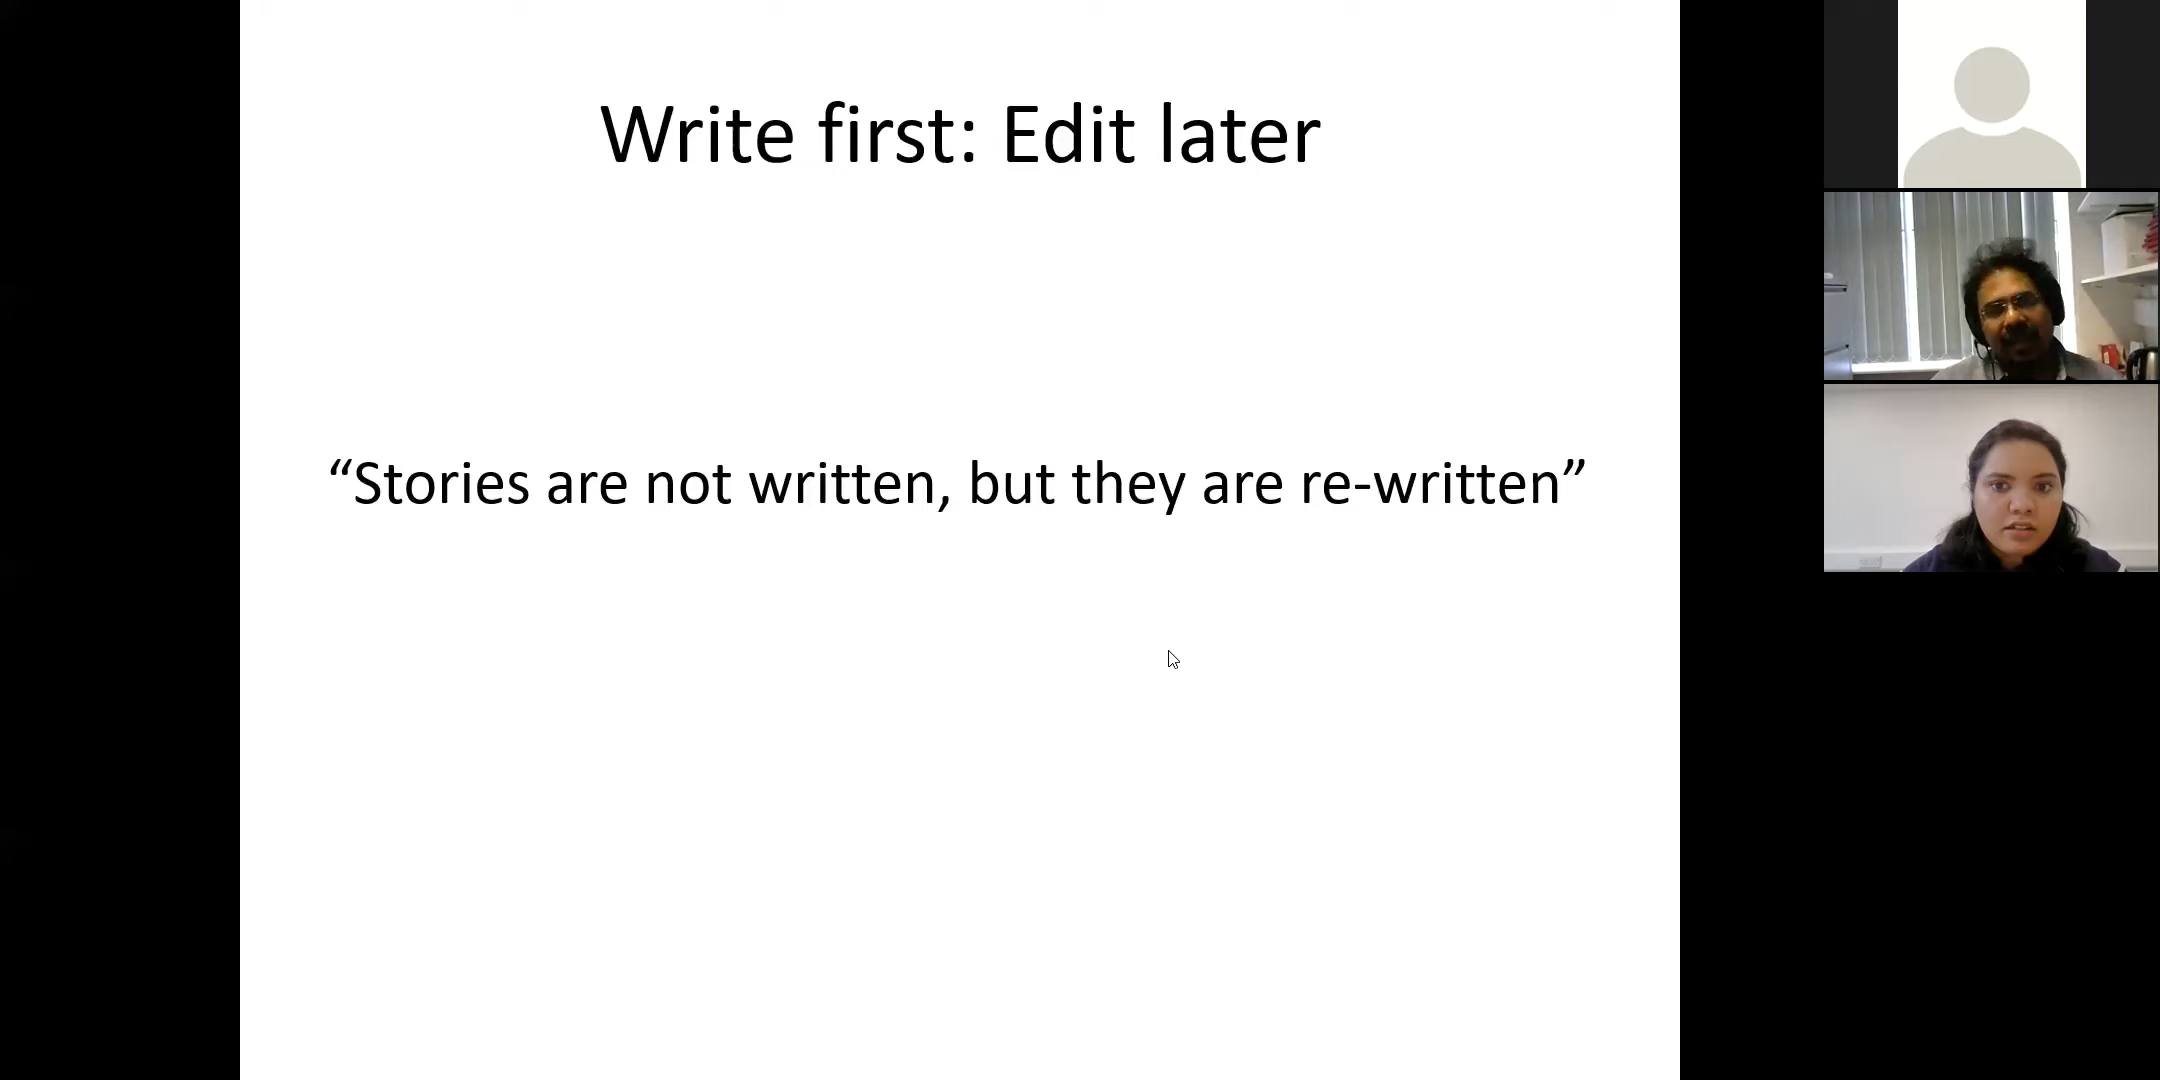 Write first: Edit later
“Stories are not written, but they are re-written”